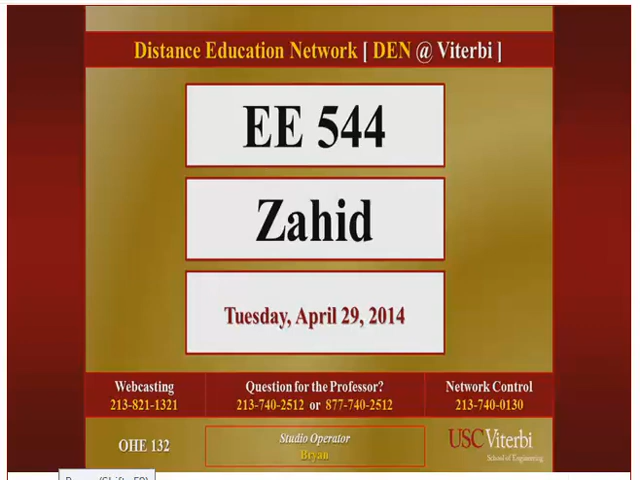 Distance Education Network [ DEN @ Viterbi ]
EE 544
Zahid
Tuesday, April 29, 2014
Webcasting
213-821-1321
Question for the Professor?
213-740-2512 or 877-740-2512
Network Control
213-740-0130
OHE 132
Studio Operator
Bryan
USC Viterbi
School of Engineering